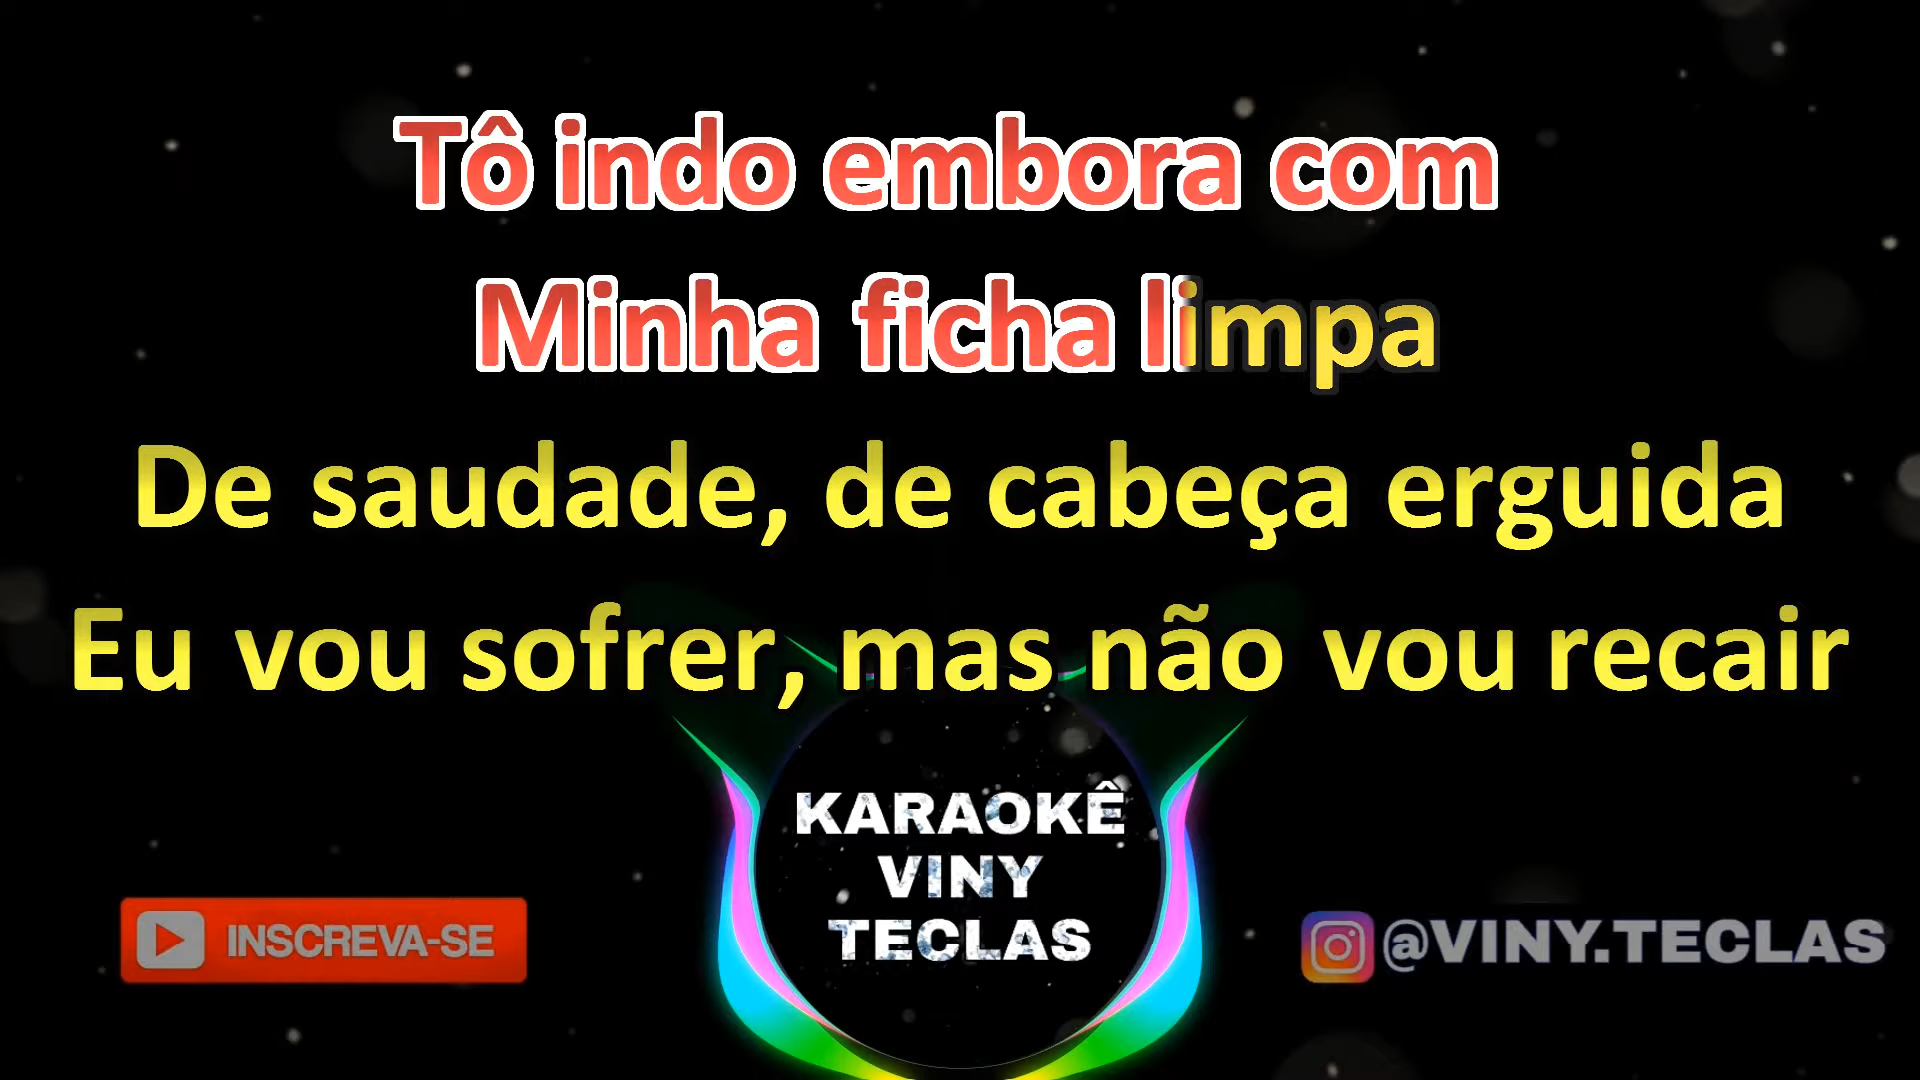 Tô indo embora com
Minha ficha limpa
De saudade, de cabeça erguida
Eu vou sofrer, mas não vou recair
KARAOKÊ
VINY
TECLAS
INSCREVA-SE
@VINY.TECLAS